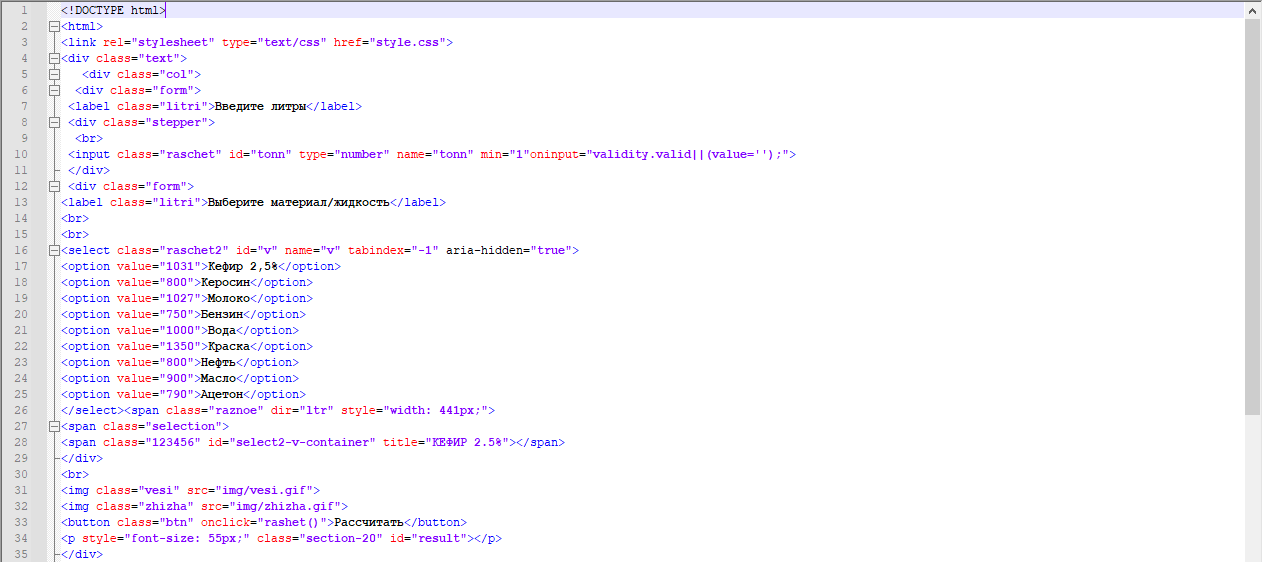 1 <!DOCTYPE html>
2 <html>
3 <link rel="stylesheet" type="text/css" href="style.css">
4 <div class="text">
5 <div class="col">
6 <div class="form">
7 <label class="litri">Введите литры</label>
8 <div class="stepper">
9 <br>
10 <input class="raschet" id="tonn" type="number" name="tonn" min="1"oninput="validity.valid||(value='');">
11 </div>
12 <div class="form">
13 <label class="litri">Выберите материал/жидкость</label>
14 <br>
15 <br>
16 <select class="raschet2" id="v" name="v" tabindex="-1" aria-hidden="true">
17 <option value="1031">Кефир 2,5%</option>
18 <option value="800">Керосин</option>
19 <option value="1027">Молоко</option>
20 <option value="750">Бензин</option>
21 <option value="1000">Вода</option>
22 <option value="1350">Краска</option>
23 <option value="800">Нефть</option>
24 <option value="900">Масло</option>
25 <option value="790">Ацетон</option>
26 </select><span class="raznoe" dir="ltr" style="width: 441px;">
27 <span class="selection">
28 <span class="123456" id="select2-v-container" title="КЕФИР 2.5%"></span>
29 </div>
30 <br>
31 <img class="vesi" src="img/vesi.gif">
32 <img class="zhizha" src="img/zhizha.gif">
33 <button class="btn" onclick="rashet()">Рассчитать</button>
34 <p style="font-size: 55px;" class="section-20" id="result"></p>
35 </div>